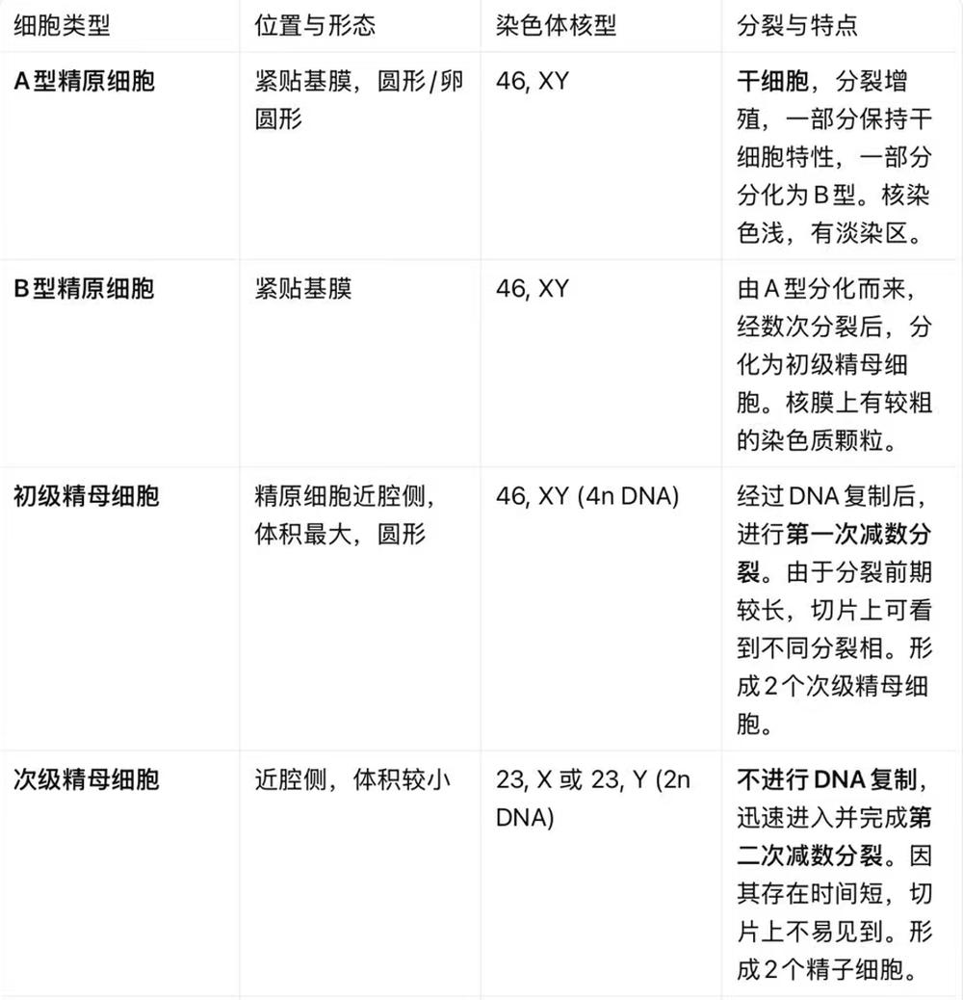 细胞类型
位置与形态
染色体核型
分裂与特点
A型精原细胞
紧贴基膜，圆形/卵
圆形
46, XY
干细胞，分裂增
殖，一部分保持干
细胞特性，一部分
分化为B型。核染
色浅，有淡染区。
B型精原细胞
紧贴基膜
46, XY
由A型分化而来，
经数次分裂后，分
化为初级精母细
胞。核膜上有较粗
的染色质颗粒。
初级精母细胞
精原细胞近腔侧，
体积最大，圆形
46, XY (4n DNA)
经过DNA复制后，
进行第一次减数分
裂。由于分裂前期
较长，切片上可看
到不同分裂相。形
成2个次级精母细
胞。
次级精母细胞
近腔侧，体积较小
23, X 或 23, Y (2n
DNA)
不进行DNA复制，
迅速进入并完成第
二次减数分裂。因
其存在时间短，切
片上不易见到。形
成2个精子细胞。